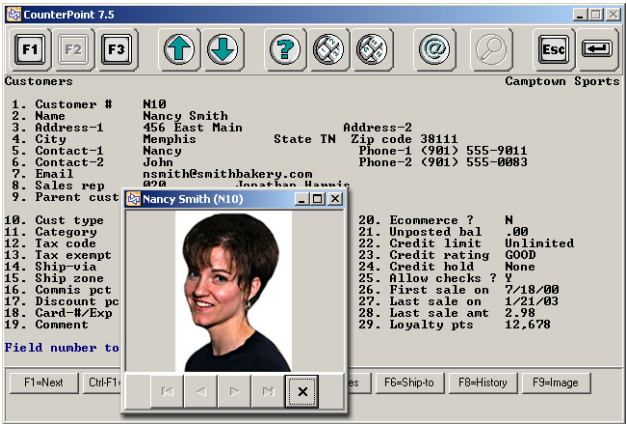 CounterPoint 7.5
F1 F2 F3 ? @ Esc
Customers Camptown Sports
1. Customer # N10
2. Name Nancy Smith
3. Address-1 456 East Main Address-2
4. City Memphis State TN Zip code 38111
5. Contact-1 Nancy Phone-1 (901) 555-9011
6. Contact-2 John Phone-2 (901) 555-0083
7. Email nsmith@smithbakery.com
8. Sales rep 020 Jonathan Harris
9. Parent cust
Nancy Smith (N10)
10. Cust type 20. Ecommerce ? N
11. Category 21. Unposted bal .00
12. Tax code 22. Credit limit Unlimited
13. Tax exempt 23. Credit rating GOOD
14. Ship-via 24. Credit hold None
15. Ship zone 25. Allow checks ? Y
16. Commis pct 26. First sale on 7/18/00
17. Discount pc 27. Last sale on 1/21/03
18. Card-#/Exp 28. Last sale amt 2.98
19. Comment 29. Loyalty pts 12,678
Field number to
F1=Next Ctrl-F1= es F6=Ship-to F8=History F9=Image